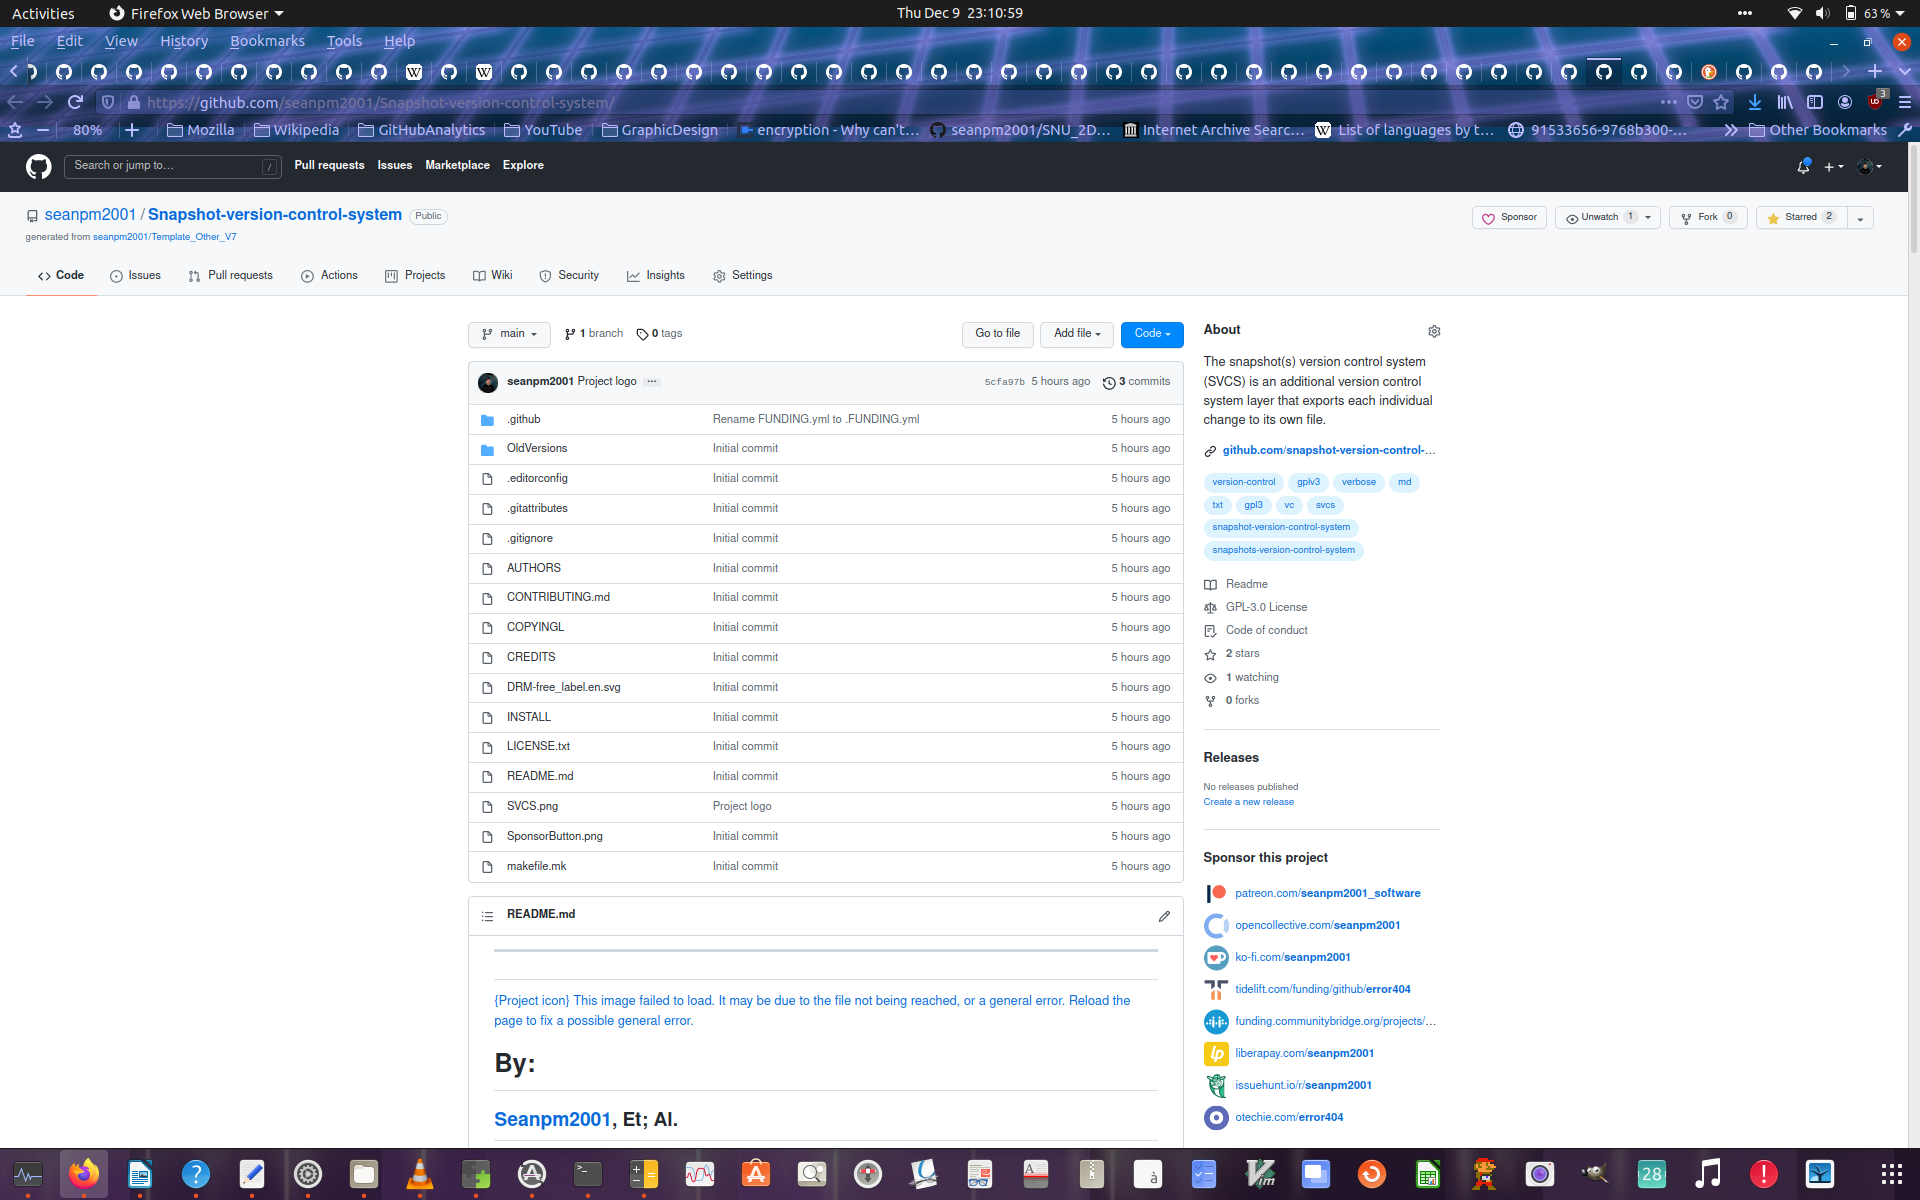 Activities
Firefox Web Browser
Thu Dec 9 23:10:59
63 %
File Edit View History Bookmarks Tools Help
https://github.com/seanpm2001/Snapshot-version-control-system/
3
80%
Mozilla
Wikipedia
GitHubAnalytics
YouTube
GraphicDesign
encryption - Why can't…
seanpm2001/SNU_2D…
Internet Archive Searc…
List of languages by t…
91533656-9768b300-…
Other Bookmarks
Search or jump to…
/
Pull requests Issues Marketplace Explore
seanpm2001 / Snapshot-version-control-system Public
generated from seanpm2001/Template_Other_V7
Sponsor
Unwatch 1
Fork 0
Starred 2
Code Issues Pull requests Actions Projects Wiki Security Insights Settings
main
1 branch
0 tags
Go to file
Add file
Code
seanpm2001 Project logo ...
5cfa97b 5 hours ago 3 commits
.github Rename FUNDING.yml to .FUNDING.yml 5 hours ago
OldVersions Initial commit 5 hours ago
.editorconfig Initial commit 5 hours ago
.gitattributes Initial commit 5 hours ago
.gitignore Initial commit 5 hours ago
AUTHORS Initial commit 5 hours ago
CONTRIBUTING.md Initial commit 5 hours ago
COPYINGL Initial commit 5 hours ago
CREDITS Initial commit 5 hours ago
DRM-free_label.en.svg Initial commit 5 hours ago
INSTALL Initial commit 5 hours ago
LICENSE.txt Initial commit 5 hours ago
README.md Initial commit 5 hours ago
SVCS.png Project logo 5 hours ago
SponsorButton.png Initial commit 5 hours ago
makefile.mk Initial commit 5 hours ago
README.md
{Project icon} This image failed to load. It may be due to the file not being reached, or a general error. Reload the
page to fix a possible general error.
By:
Seanpm2001, Et; Al.
About
The snapshot(s) version control system
(SVCS) is an additional version control
system layer that exports each individual
change to its own file.
github.com/snapshot-version-control-…
version-control gplv3 verbose md
txt gpl3 vc svcs
snapshot-version-control-system
snapshots-version-control-system
Readme
GPL-3.0 License
Code of conduct
2 stars
1 watching
0 forks
Releases
No releases published
Create a new release
Sponsor this project
patreon.com/seanpm2001_software
opencollective.com/seanpm2001
ko-fi.com/seanpm2001
tidelift.com/funding/github/error404
funding.communitybridge.org/projects/…
liberapay.com/seanpm2001
issuehunt.io/r/seanpm2001
otechie.com/error404
28